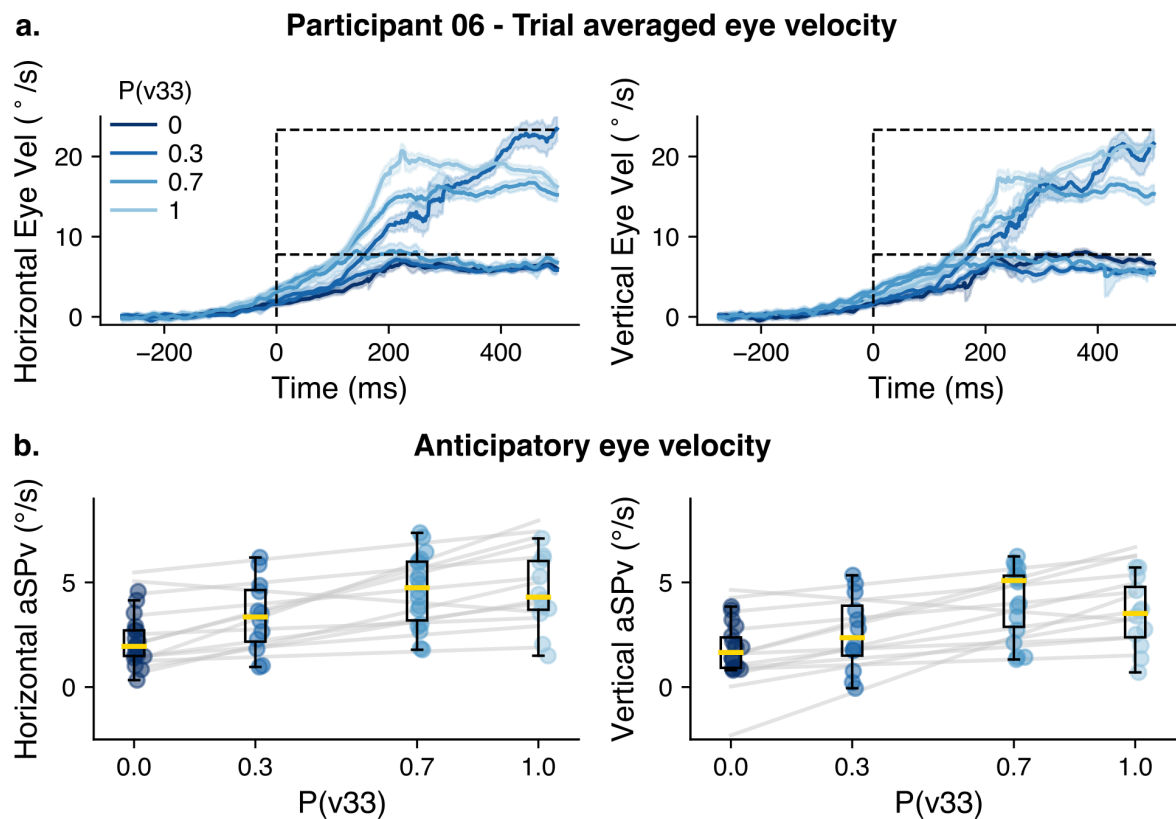 a.
Participant 06 - Trial averaged eye velocity
Horizontal Eye Vel ( ° /s)
P(v33)
0
0.3
0.7
1
20
10
0
−200
0
200
400
Time (ms)
Vertical Eye Vel ( ° /s)
20
10
0
−200
0
200
400
Time (ms)
b.
Anticipatory eye velocity
Horizontal aSPv (°/s)
5
0
0.0
0.3
0.7
1.0
P(v33)
Vertical aSPv (°/s)
5
0
0.0
0.3
0.7
1.0
P(v33)